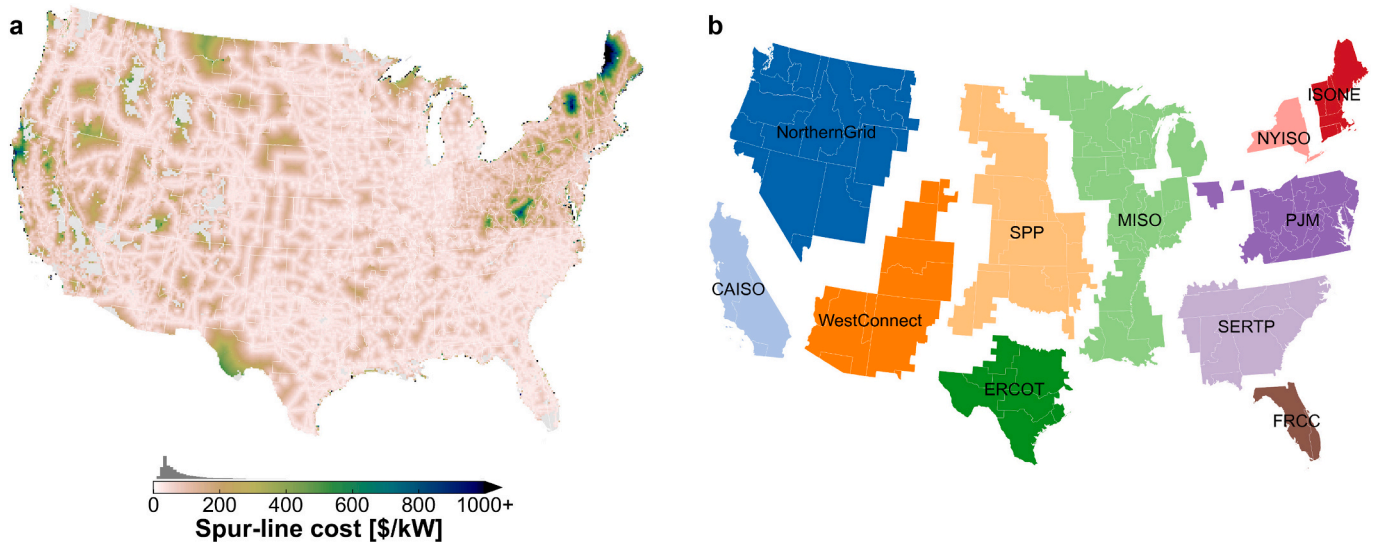 a
0 200 400 600 800 1000+
Spur-line cost [$/kW]
b
ISONE
NorthernGrid
NYISO
PJM
MISO
SPP
CAISO
WestConnect
SERTP
ERCOT
FRCC